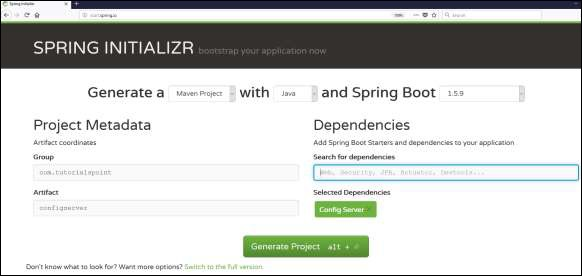 Spring Initializr
start.spring.io
Search
SPRING INITIALIZR bootstrap your application now
Generate a Maven Project with Java and Spring Boot 1.5.9
Project Metadata
Artifact coordinates
Group
com.tutorialspoint
Artifact
configserver
Dependencies
Add Spring Boot Starters and dependencies to your application
Search for dependencies
Web, Security, JPA, Actuator, Devtools...
Selected Dependencies
Config Server ×
Generate Project alt +
Don't know what to look for? Want more options? Switch to the full version.